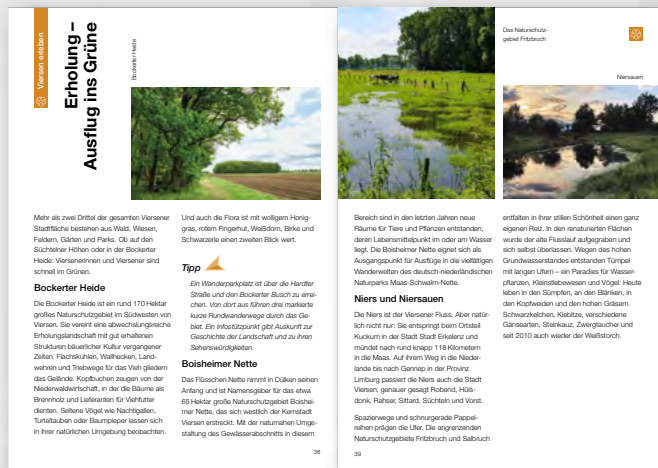 Viersen erleben
Erholung –
Ausflug ins Grüne
Bockerter Heide
Mehr als zwei Drittel der gesamten Viersener
Stadtfläche bestehen aus Wald, Wiesen,
Feldern, Gärten und Parks. Ob auf den
Süchtelner Höhen oder in der Bockerter
Heide: Viersenerinnen und Viersener sind
schnell im Grünen.
Bockerter Heide
Die Bockerter Heide ist ein rund 170 Hektar
großes Naturschutzgebiet im Südwesten von
Viersen. Sie vereint eine abwechslungsreiche
Erholungslandschaft mit gut erhaltenen
Strukturen bäuerlicher Kultur vergangener
Zeiten. Flachskuhlen, Wallhecken, Land-
wehren und Triebwege für das Vieh gliedern
das Gelände. Kopfbuchen zeugen von der
Niederwaldwirtschaft, in der die Bäume als
Brennholz und Lieferanten für Viehfutter
dienten. Seltene Vögel wie Nachtigallen,
Turteltauben oder Baumpieper lassen sich
in ihrer natürlichen Umgebung beobachten.
Und auch die Flora ist mit wolligem Honig-
gras, rotem Fingerhut, Weißdorn, Birke und
Schwarzerle einen zweiten Blick wert.
Tipp
Ein Wanderparkplatz ist über die Hardter
Straße und den Bockerter Busch zu errei-
chen. Von dort aus führen drei markierte
kurze Rundwanderwege durch das Ge-
biet. Ein Infostützpunkt gibt Auskunft zur
Geschichte der Landschaft und zu ihren
Sehenswürdigkeiten.
Boisheimer Nette
Das Flüsschen Nette nimmt in Dülken seinen
Anfang und ist Namensgeber für das etwa
65 Hektar große Naturschutzgebiet Boishei-
mer Nette, das sich westlich der Kernstadt
Viersen erstreckt. Mit der naturnahen Umge-
staltung des Gewässerabschnitts in diesem
38
Das Naturschutz-
gebiet Fritzbruch
Niersauen
Bereich sind in den letzten Jahren neue
Räume für Tiere und Pflanzen entstanden,
deren Lebensmittelpunkt im oder am Wasser
liegt. Die Boisheimer Nette eignet sich als
Ausgangspunkt für Ausflüge in die vielfältigen
Wanderwelten des deutsch-niederländischen
Naturparks Maas-Schwalm-Nette.
Niers und Niersauen
Die Niers ist der Viersener Fluss. Aber natür-
lich nicht nur: Sie entspringt beim Ortsteil
Kuckum in der Stadt Stadt Erkelenz und
mündet nach rund knapp 118 Kilometern
in die Maas. Auf ihrem Weg in die Nieder-
lande bis nach Gennep in der Provinz
Limburg passiert die Niers auch die Stadt
Viersen, genauer gesagt Robend, Hüls-
donk, Rahser, Sittard, Süchteln und Vorst.
Spazierwege und schnurgerade Pappel-
reihen prägen die Ufer. Die angrenzenden
Naturschutzgebiete Fritzbruch und Salbruch
entfalten in ihrer stillen Schönheit einen ganz
eigenen Reiz. In den renaturierten Flächen
wurde der alte Flusslauf aufgegraben und
sich selbst überlassen. Wegen des hohen
Grundwasserstandes entstanden Tümpel
mit langen Ufern – ein Paradies für Wasser-
pflanzen, Kleinstlebewesen und Vögel: Heute
leben in den Sümpfen, an den Blänken, in
den Kopfweiden und den hohen Gräsern
Schwarzkelchen, Kiebitze, verschiedene
Gänsearten, Steinkauz, Zwergtaucher und
seit 2010 auch wieder der Weißstorch.
39